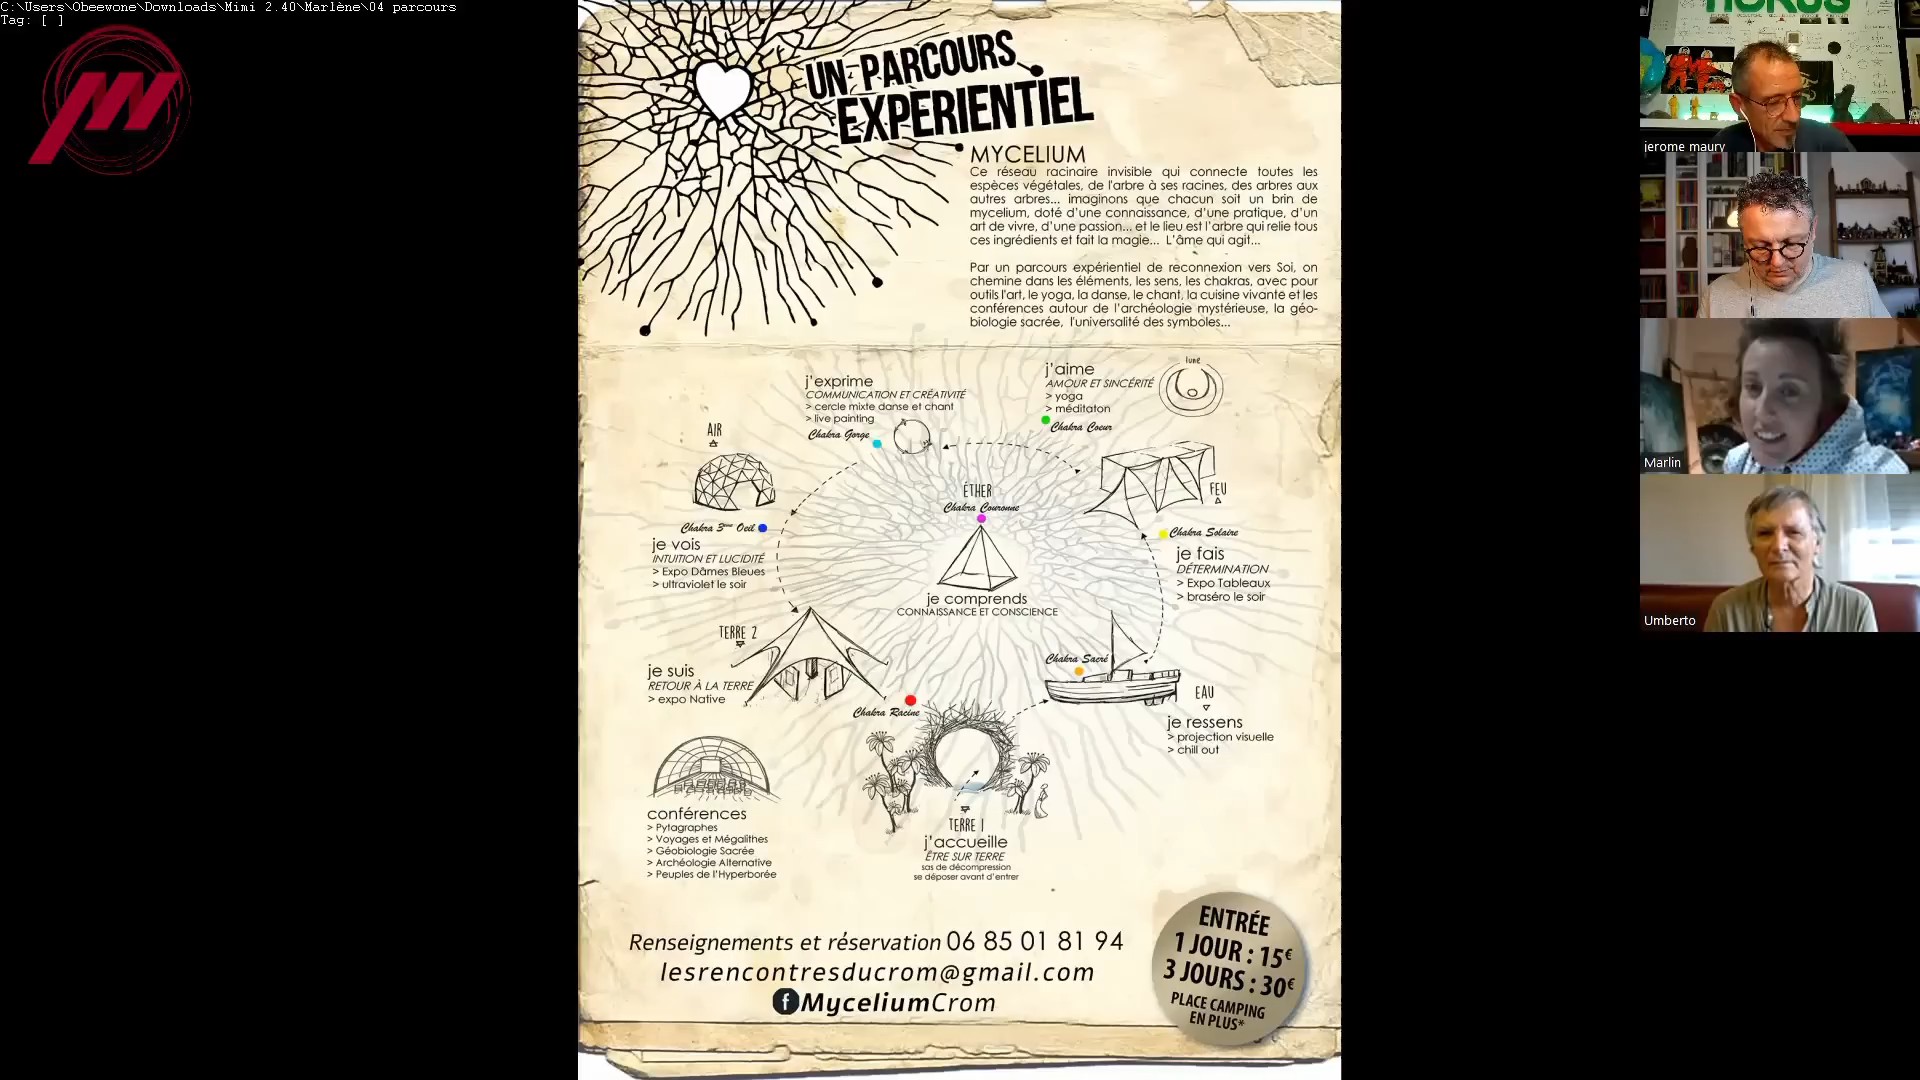 C:\Users\Obeewone\Downloads\Mimi 2.40\Marlène\04 parcours
Tag: [ ]
UN PARCOURS
EXPERIENTIEL
MYCELIUM
Ce réseau racinaire invisible qui connecte toutes les
espèces végétales, de l'arbre à ses racines, des arbres aux
autres arbres... imaginons que chacun soit un brin de
mycelium, doté d'une connaissance, d'une pratique, d'un
art de vivre, d'une passion... et le lieu est l'arbre qui relie tous
ces ingrédients et fait la magie... L'âme qui agit...
Par un parcours expérientiel de reconnexion vers Soi, on
chemine dans les éléments, les sens, les chakras, avec pour
outils l'art, le yoga, la danse, le chant, la cuisine vivante et les
conférences autour de l'archéologie mystérieuse, la géo-
biologie sacrée, l'universalité des symboles...
j'exprime
COMMUNICATION ET CRÉATIVITÉ
> cercle mixte danse et chant
> live painting
Chakra Gorge
j'aime
AMOUR ET SINCÉRITÉ
> yoga
> méditaton
Chakra Coeur
lune
AIR
Chakra 3ème Oeil
je vois
INTUITION ET LUCIDITÉ
> Expo Dâmes Bleues
> ultraviolet le soir
ÉTHER
Chakra Couronne
je comprends
CONNAISSANCE ET CONSCIENCE
FEU
Chakra Solaire
je fais
DÉTERMINATION
> Expo Tableaux
> braséro le soir
TERRE 2
je suis
RETOUR À LA TERRE
> expo Native
Chakra Racine
Chakra Sacré
EAU
je ressens
> projection visuelle
> chill out
conférences
> Pytagraphes
> Voyages et Mégalithes
> Géobiologie Sacrée
> Archéologie Alternative
> Peuples de l'Hyperborée
TERRE 1
j'accueille
ÊTRE SUR TERRE
sas de décompression
se déposer avant d'entrer
Renseignements et réservation 06 85 01 81 94
lesrencontresducrom@gmail.com
f MyceliumCrom
ENTRÉE
1 JOUR : 15€
3 JOURS : 30€
PLACE CAMPING
EN PLUS*
HORUS
jerome maury
Marlin
Umberto